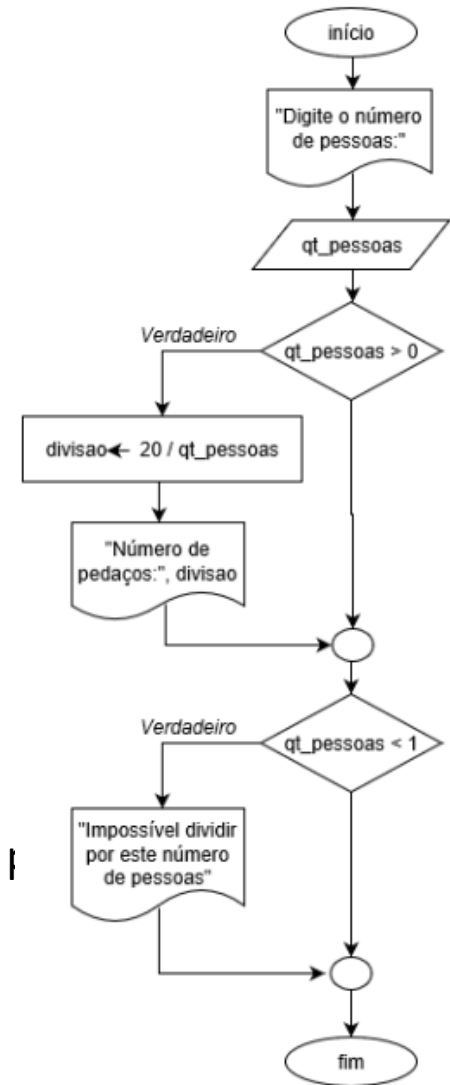 início
"Digite o número
de pessoas:"
qt_pessoas
Verdadeiro
qt_pessoas > 0
divisao← 20 / qt_pessoas
"Número de
pedaços:", divisao
Verdadeiro
qt_pessoas < 1
"Impossível dividir
por este número
de pessoas"
fim